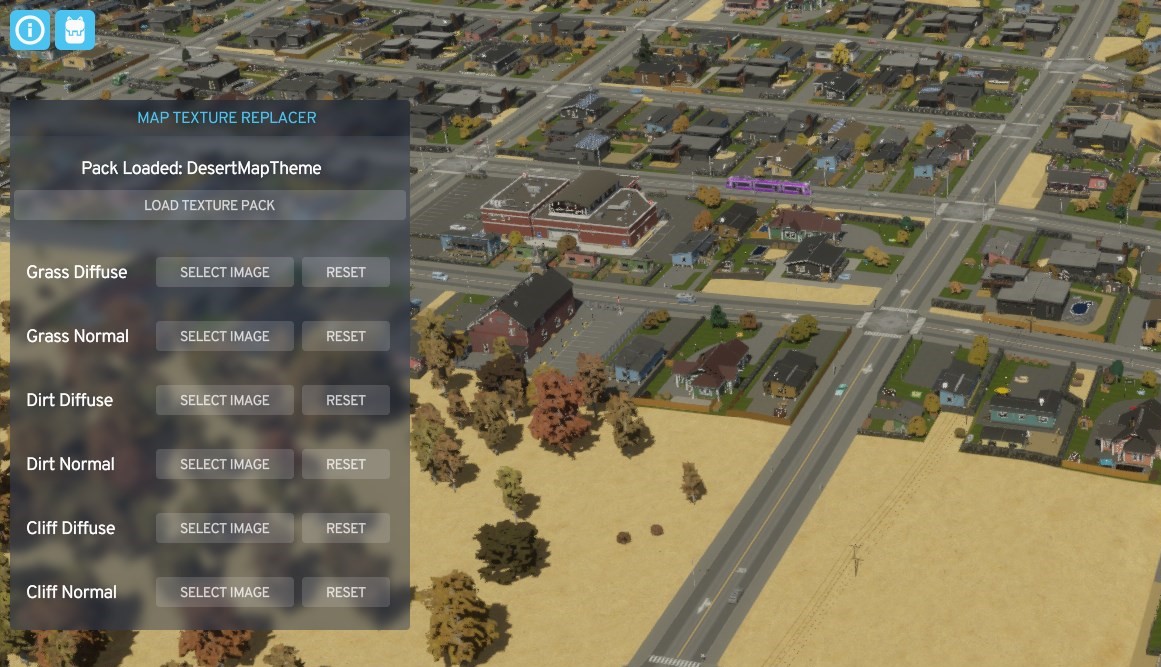 MAP TEXTURE REPLACER
Pack Loaded: DesertMapTheme
LOAD TEXTURE PACK
Grass Diffuse SELECT IMAGE RESET
Grass Normal SELECT IMAGE RESET
Dirt Diffuse SELECT IMAGE RESET
Dirt Normal SELECT IMAGE RESET
Cliff Diffuse SELECT IMAGE RESET
Cliff Normal SELECT IMAGE RESET